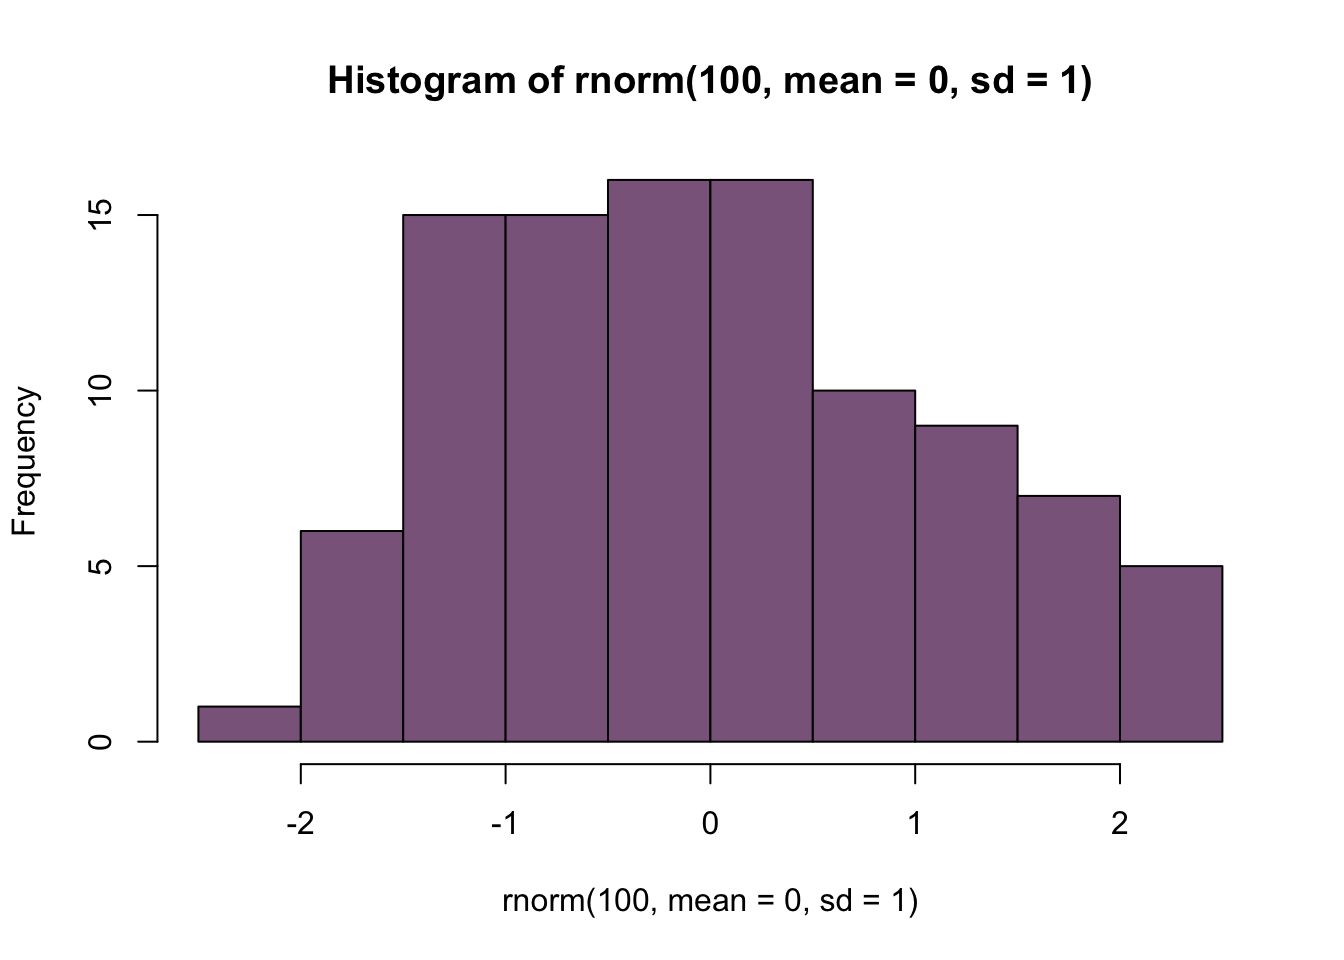 Histogram of rnorm(100, mean = 0, sd = 1)
Frequency
15
10
5
0
-2 -1 0 1 2
rnorm(100, mean = 0, sd = 1)